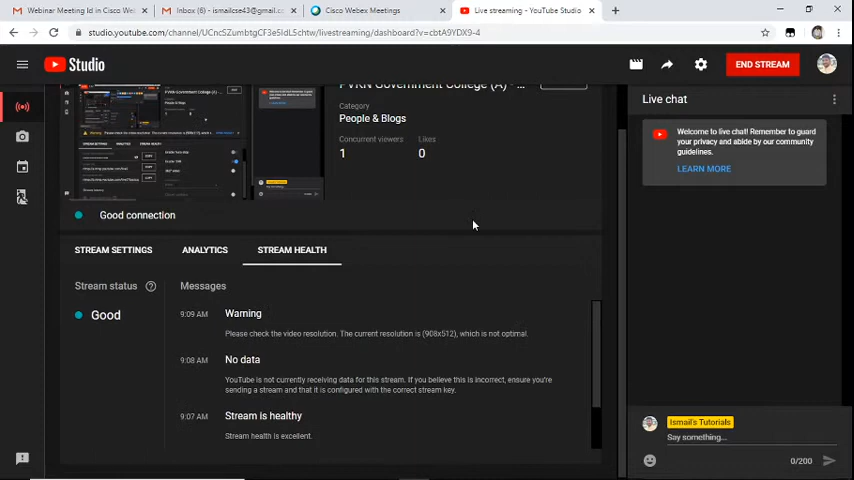 Webinar Meeting Id in Cisco We
Inbox (6) - ismailcse43@gmail.c
Cisco Webex Meetings
Live streaming - YouTube Studio
studio.youtube.com/channel/UCncSZumbtgCF3e5IdL5chtw/livestreaming/dashboard?v=cbtA9YDX9-4
Studio
END STREAM
PVRN Government College (A) - ...
Category
People & Blogs
Concurrent viewers
Likes
1
0
Good connection
STREAM SETTINGS
ANALYTICS
STREAM HEALTH
Stream status
Good
Messages
9:09 AM
Warning
Please check the video resolution. The current resolution is (908x512), which is not optimal.
9:08 AM
No data
YouTube is not currently receiving data for this stream. If you believe this is incorrect, ensure you're
sending a stream and that it is configured with the correct stream key.
9:07 AM
Stream is healthy
Stream health is excellent.
Live chat
Welcome to live chat! Remember to guard
your privacy and abide by our community
guidelines.
LEARN MORE
Ismail's Tutorials
Say something...
0/200